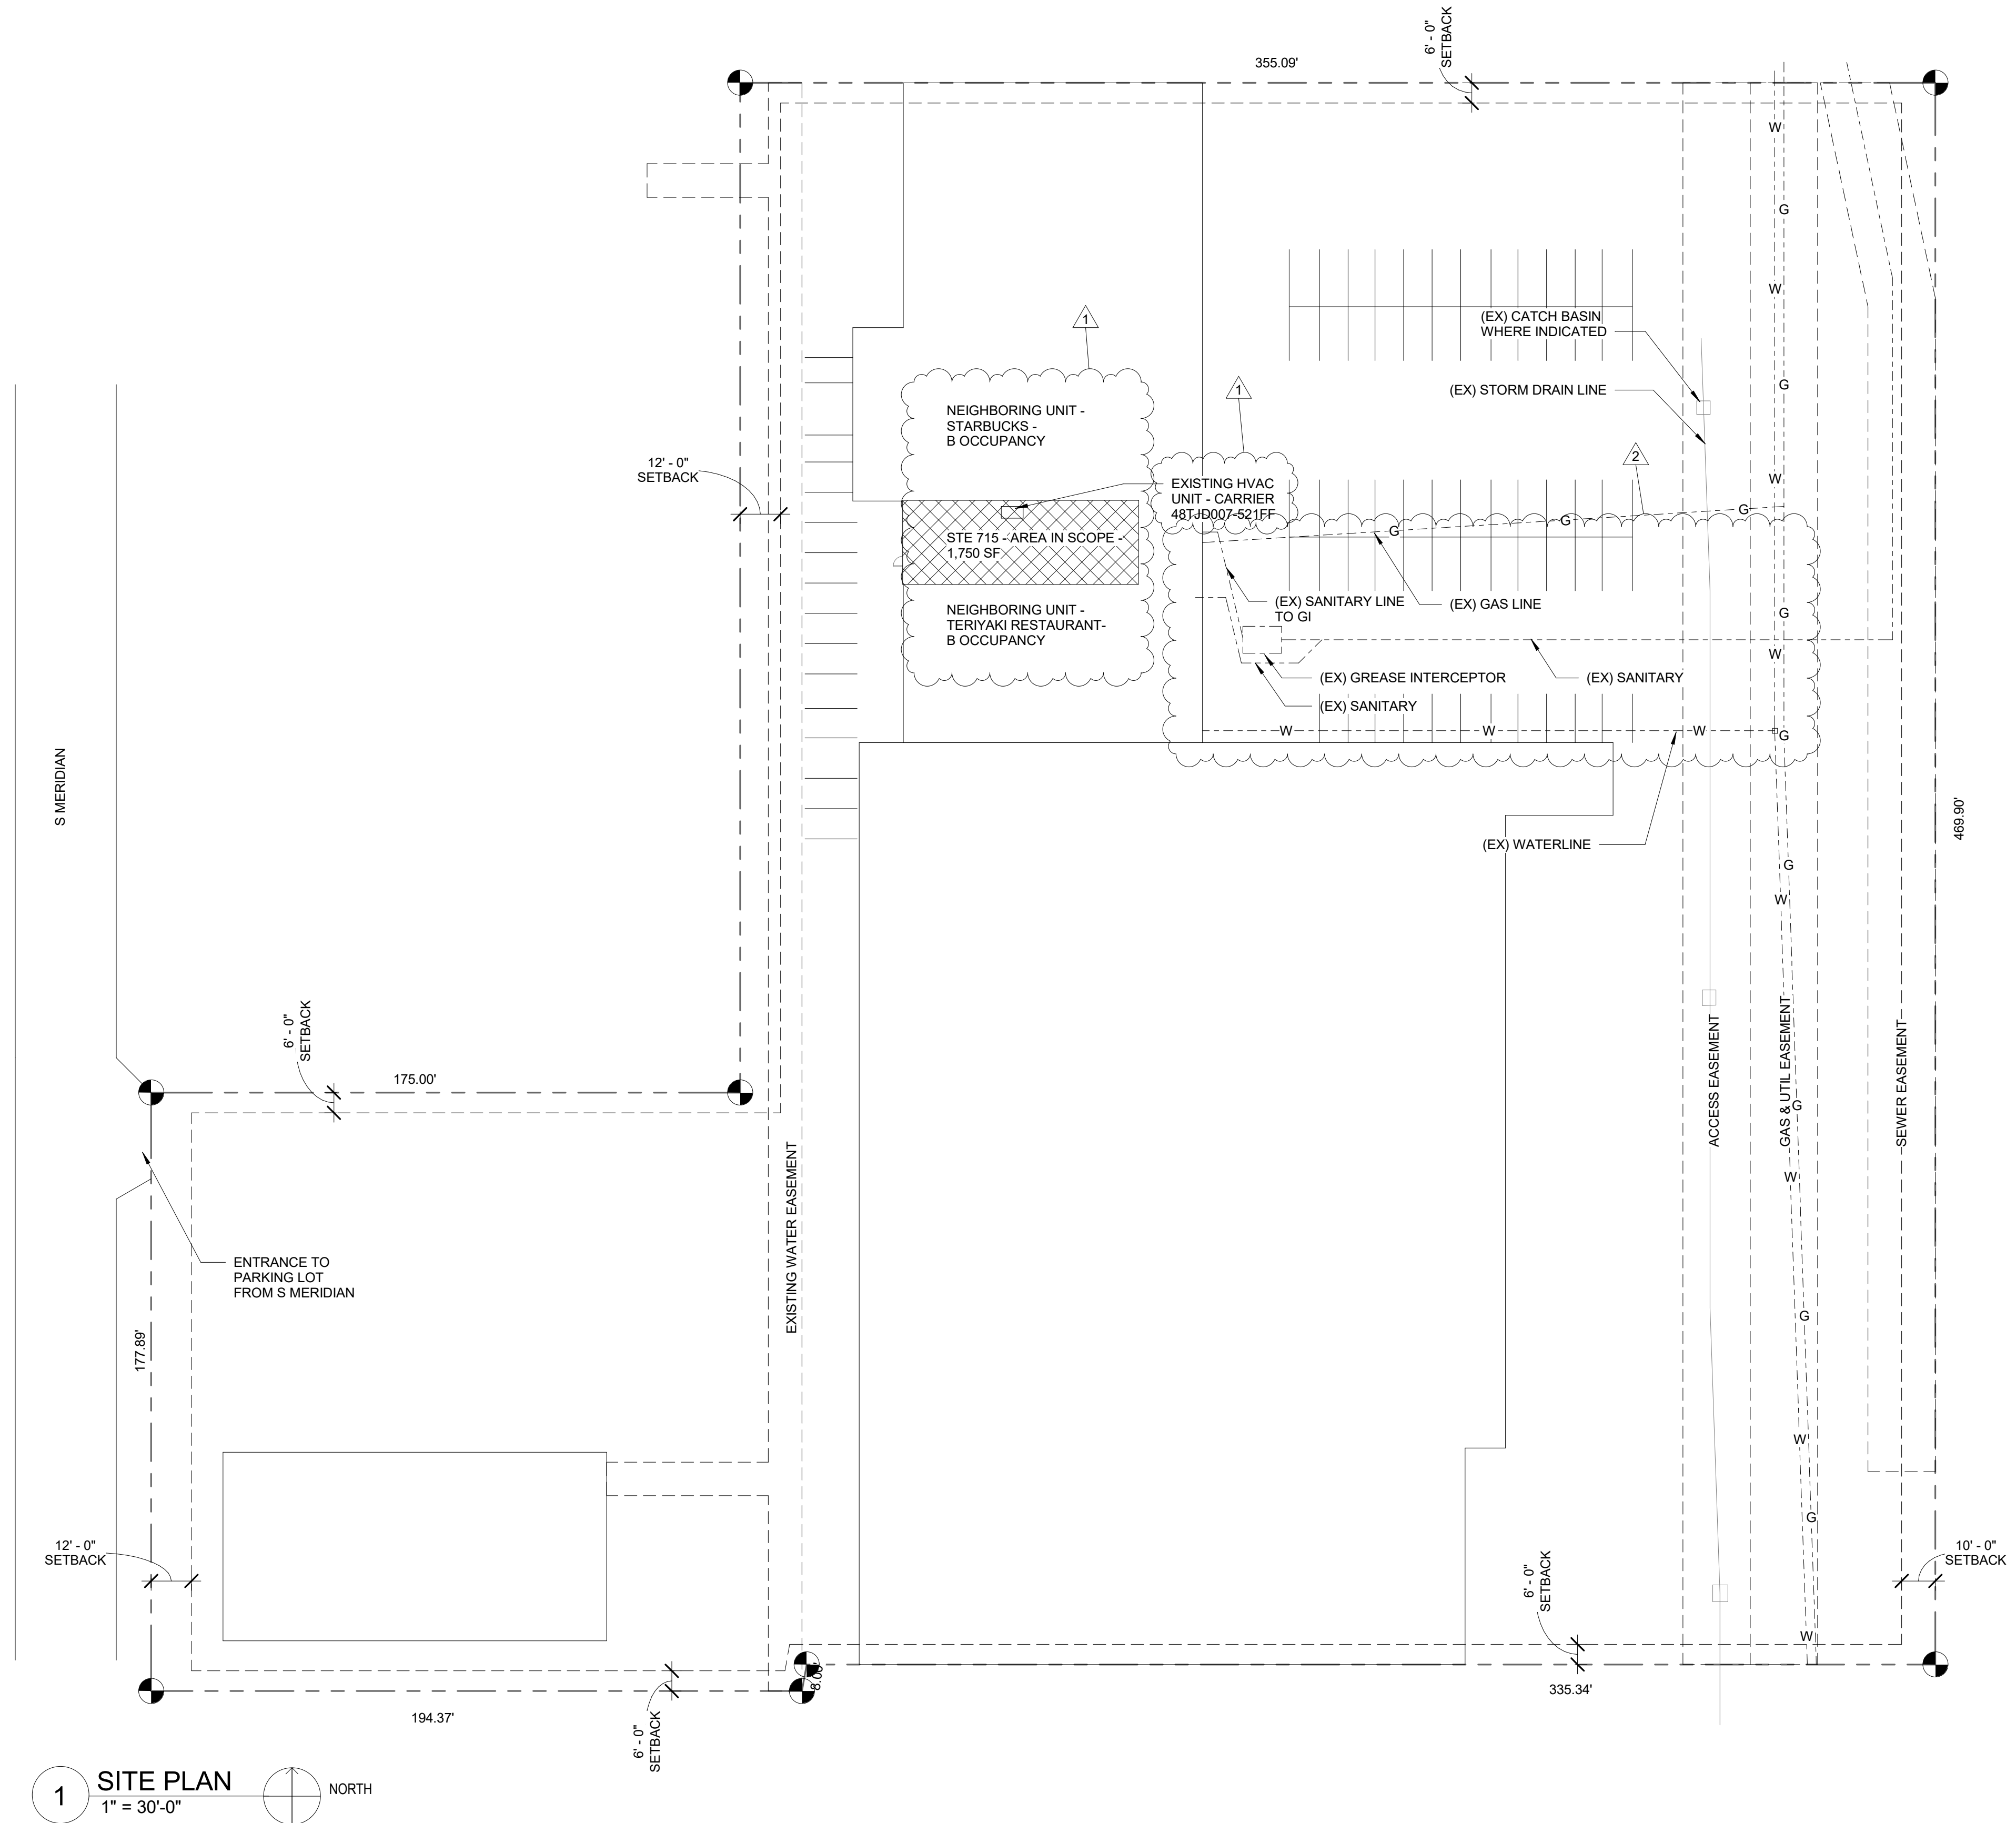 6' - 0"
SETBACK
355.09'
W
G
W
1
(EX) CATCH BASIN
WHERE INDICATED
G
1
(EX) STORM DRAIN LINE
NEIGHBORING UNIT -
STARBUCKS -
B OCCUPANCY
2
12' - 0"
SETBACK
W
EXISTING HVAC
UNIT - CARRIER
48TJD007-521FF
G
G
G
STE 715 - AREA IN SCOPE -
1,750 SF
NEIGHBORING UNIT -
TERIYAKI RESTAURANT-
B OCCUPANCY
(EX) SANITARY LINE
TO GI
(EX) GAS LINE
G
W
(EX) GREASE INTERCEPTOR
(EX) SANITARY
(EX) SANITARY
W
W
W
G
S MERIDIAN
469.90'
(EX) WATERLINE
G
W
6' - 0"
SETBACK
175.00'
ACCESS EASEMENT
GAS & UTIL EASEMENT
SEWER EASEMENT
G
W
EXISTING WATER EASEMENT
ENTRANCE TO
PARKING LOT
FROM S MERIDIAN
177.89'
G
W
G
12' - 0"
SETBACK
6' - 0"
SETBACK
10' - 0"
SETBACK
W
8.00'
335.34'
194.37'
6' - 0"
SETBACK
1
SITE PLAN
1" = 30'-0"
NORTH